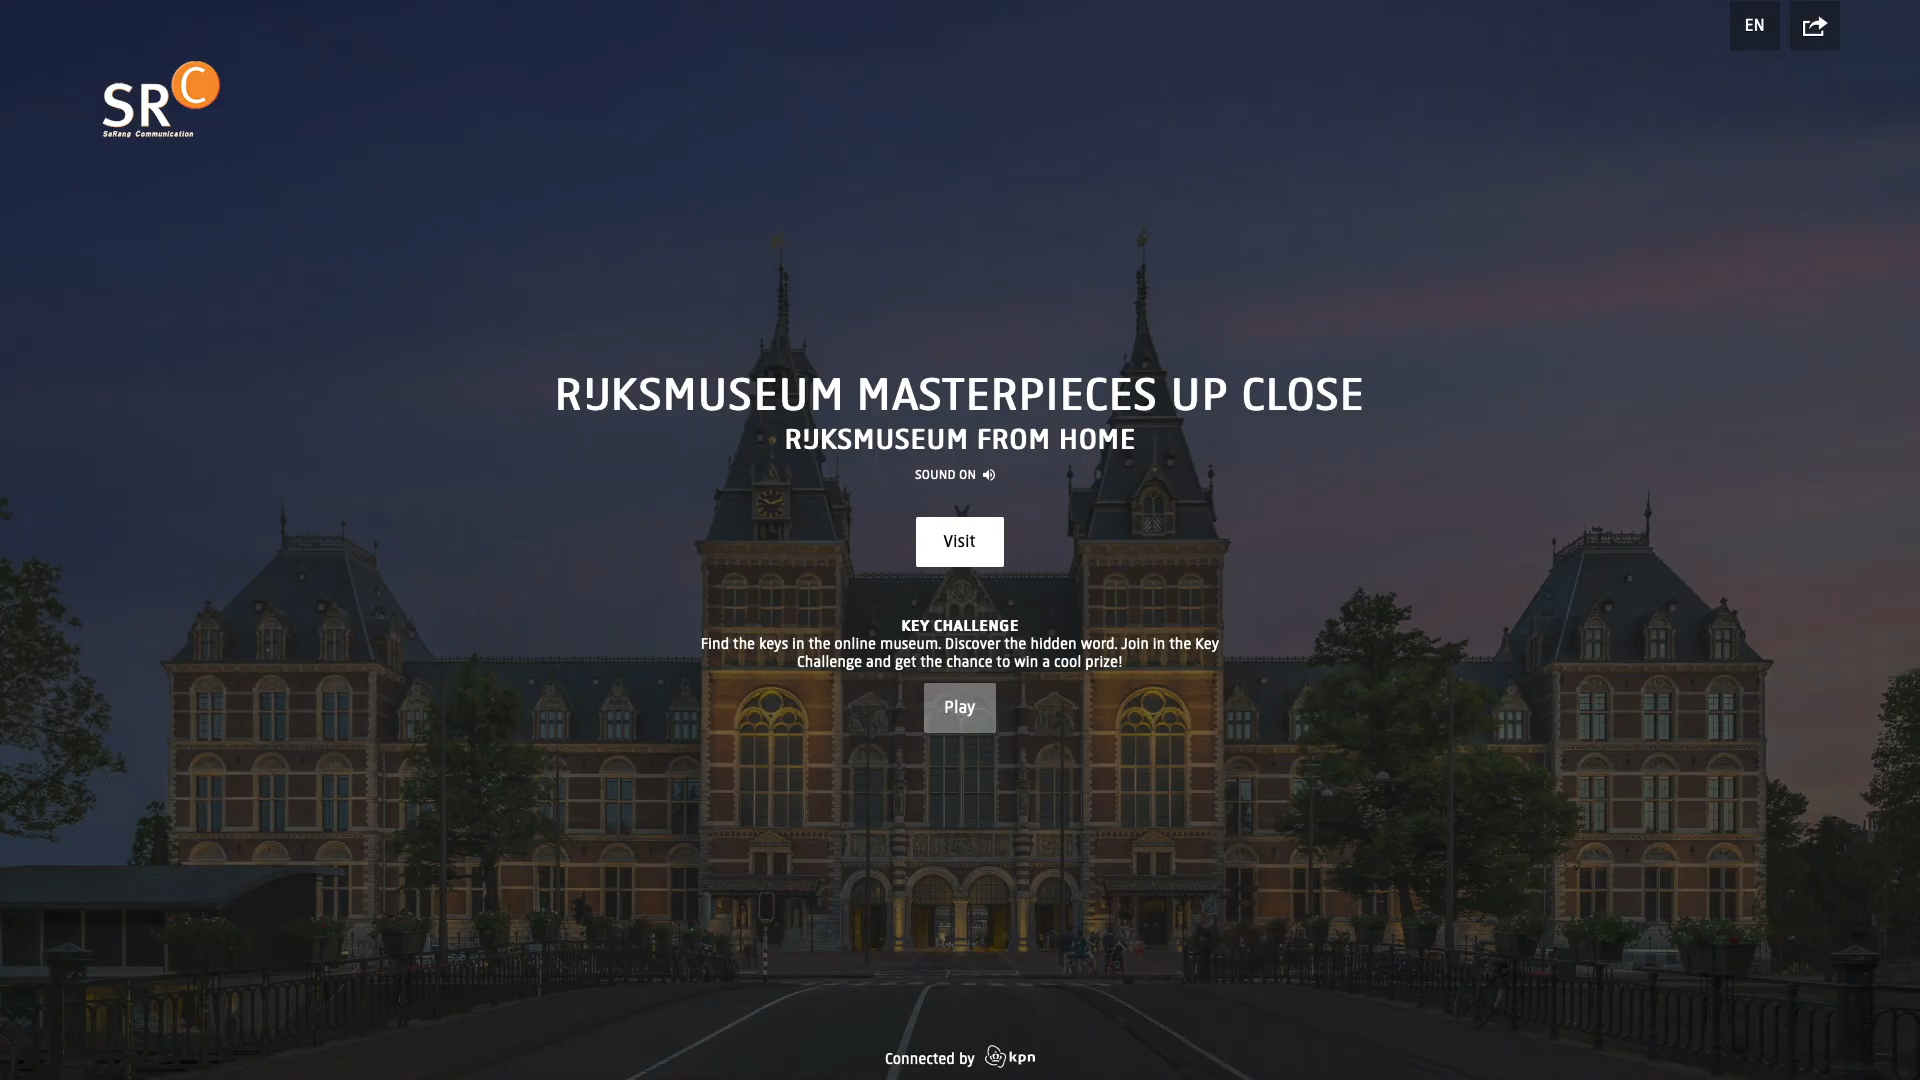 EN
SRC
SaRang Communication
RIJKSMUSEUM MASTERPIECES UP CLOSE
RIJKSMUSEUM FROM HOME
SOUND ON
Visit
KEY CHALLENGE
Find the keys in the online museum. Discover the hidden word. Join in the Key
Challenge and get the chance to win a cool prize!
Play
Connected by kpn